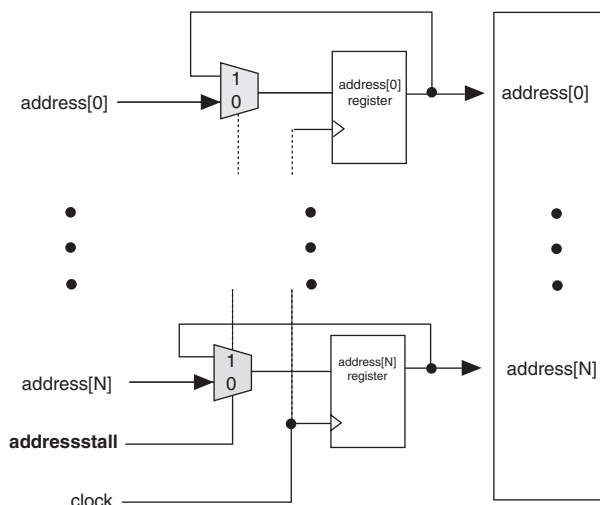 1
0
address[0]
address[0]
register
address[0]
1
0
address[N]
address[N]
register
address[N]
addressstall
clock